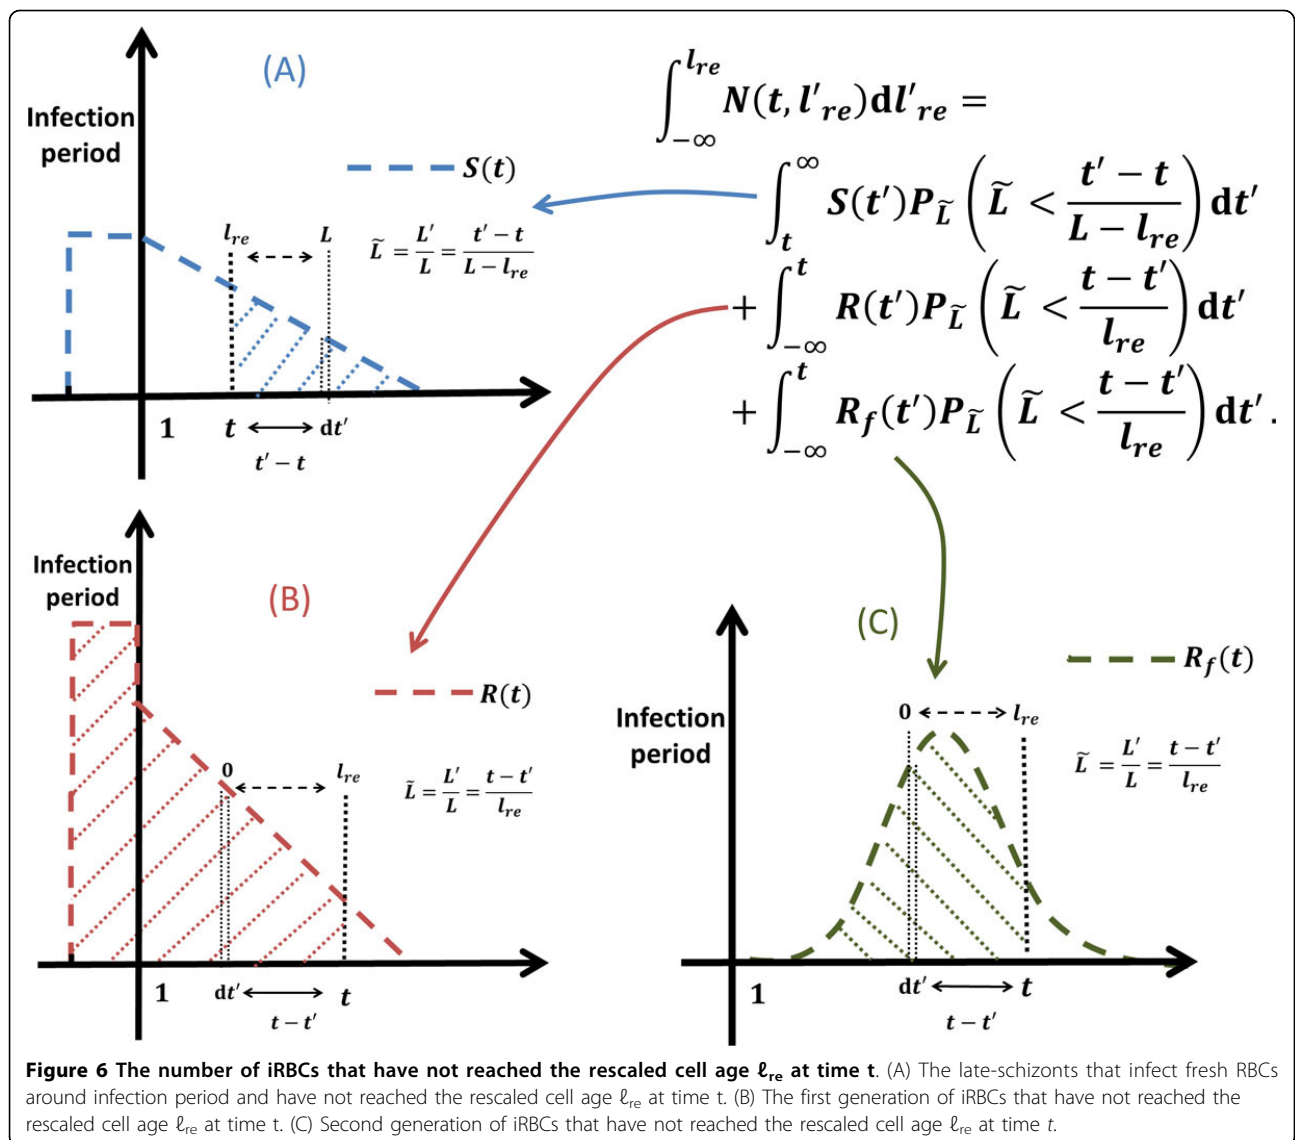 (A)
Infection
period
S(t)
l_re
L
L̃ = L′/L = (t′ − t)/(L − l_re)
1
t
dt′
t′ − t
∫_{−∞}^{l_re} N(t, l′_re)dl′_re =
∫_t^∞ S(t′)P_L̃ (L̃ < (t′ − t)/(L − l_re)) dt′
+ ∫_{−∞}^t R(t′)P_L̃ (L̃ < (t − t′)/l_re) dt′
+ ∫_{−∞}^t R_f(t′)P_L̃ (L̃ < (t − t′)/l_re) dt′.
Infection
period
(B)
R(t)
0
l_re
L̃ = L′/L = (t − t′)/l_re
1
dt′
t
t − t′
(C)
R_f(t)
Infection
period
0
l_re
L̃ = L′/L = (t − t′)/l_re
1
dt′
t
t − t′
Figure 6 The number of iRBCs that have not reached the rescaled cell age ℓ_re at time t. (A) The late-schizonts that infect fresh RBCs
around infection period and have not reached the rescaled cell age ℓ_re at time t. (B) The first generation of iRBCs that have not reached the
rescaled cell age ℓ_re at time t. (C) Second generation of iRBCs that have not reached the rescaled cell age ℓ_re at time t.